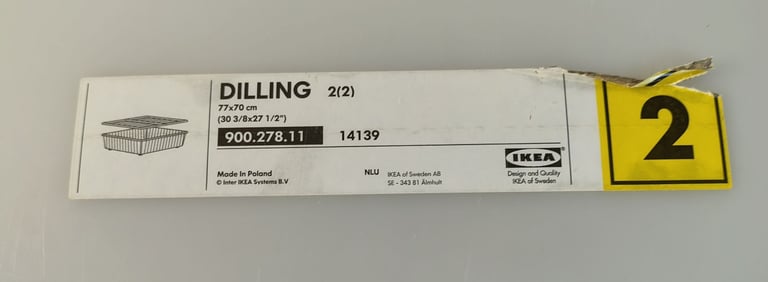 DILLING 2(2)
77x70 cm
(30 3/8x27 1/2")
900.278.11 14139
Made in Poland
© Inter IKEA Systems B.V
NLU IKEA of Sweden AB
SE - 343 81 Älmhult
IKEA®
Design and Quality
IKEA of Sweden
2